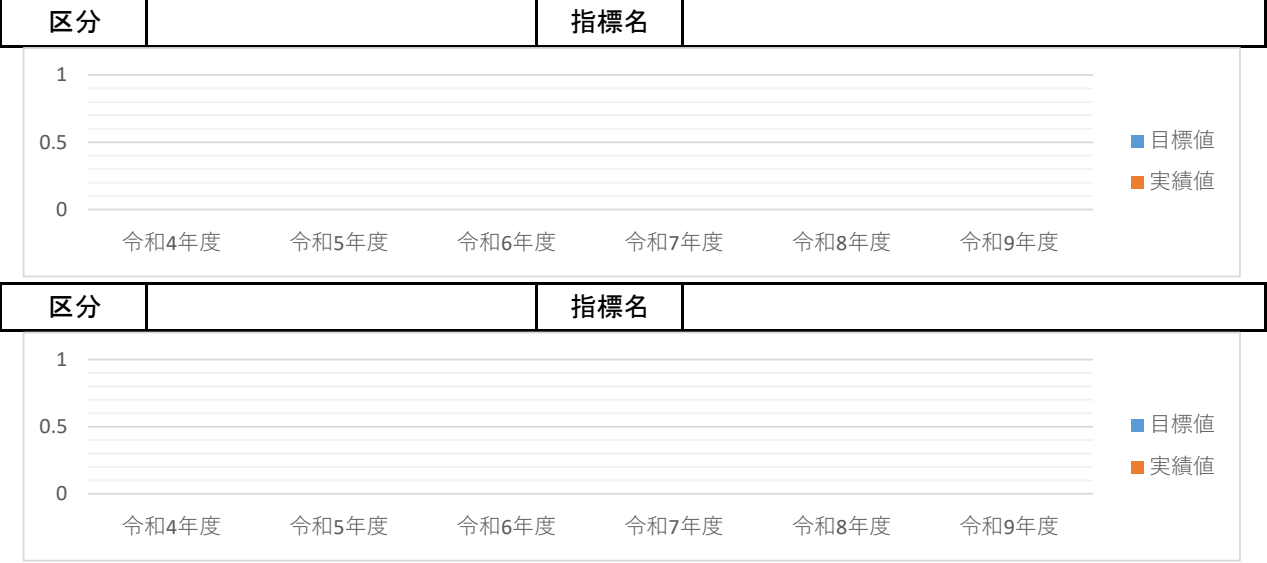 区分 指標名
1
0.5
0
令和4年度 令和5年度 令和6年度 令和7年度 令和8年度 令和9年度
目標値
実績値
区分 指標名
1
0.5
0
令和4年度 令和5年度 令和6年度 令和7年度 令和8年度 令和9年度
目標値
実績値